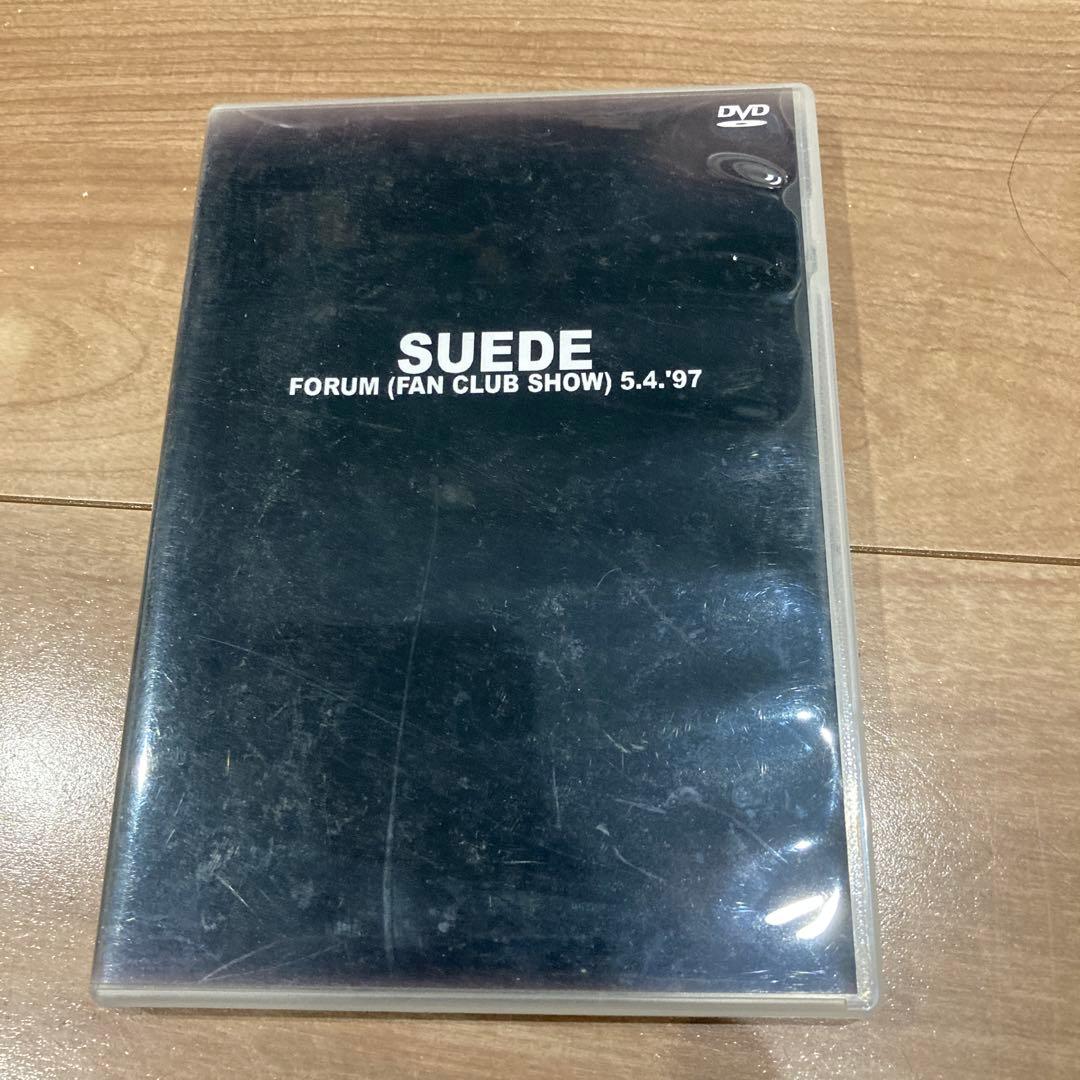 DVD
SUEDE
FORUM (FAN CLUB SHOW) 5.4.'97